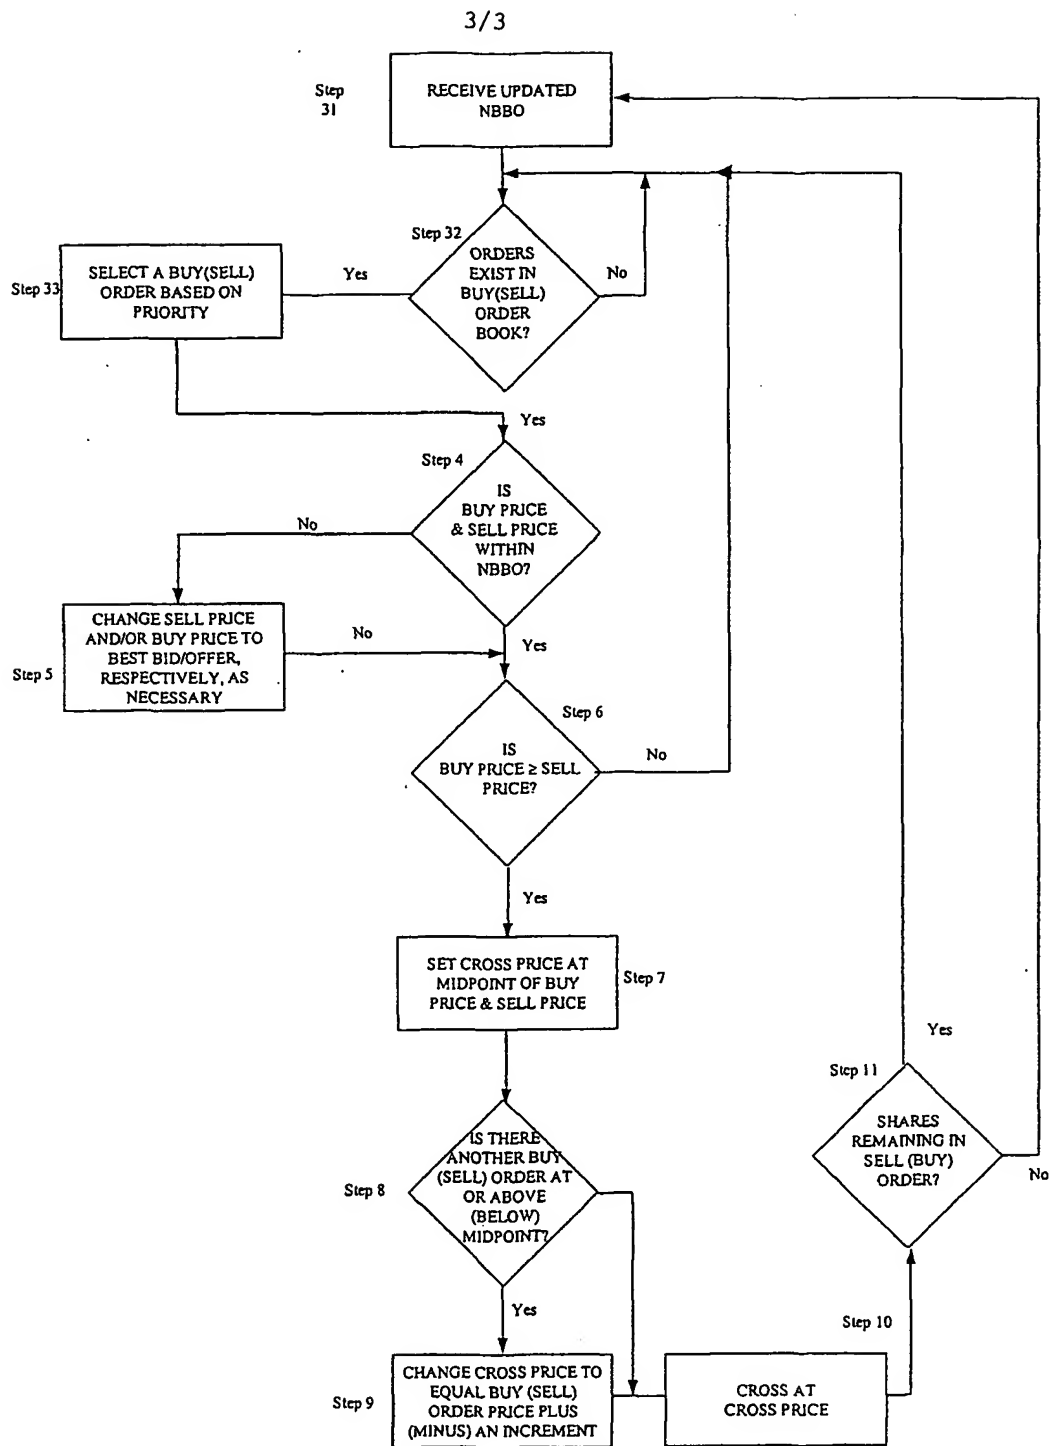 3/3
Step
31
RECEIVE UPDATED
NBBO
Step 32
ORDERS
EXIST IN
BUY(SELL)
ORDER
BOOK?
Yes
No
Step 33
SELECT A BUY(SELL)
ORDER BASED ON
PRIORITY
Yes
Step 4
IS
BUY PRICE
& SELL PRICE
WITHIN
NBBO?
No
Step 5
CHANGE SELL PRICE
AND/OR BUY PRICE TO
BEST BID/OFFER,
RESPECTIVELY, AS
NECESSARY
No
Yes
Step 6
IS
BUY PRICE ≥ SELL
PRICE?
No
Yes
SET CROSS PRICE AT
MIDPOINT OF BUY
PRICE & SELL PRICE
Step 7
Step 8
IS THERE
ANOTHER BUY
(SELL) ORDER AT
OR ABOVE
(BELOW)
MIDPOINT?
Yes
Step 9
CHANGE CROSS PRICE TO
EQUAL BUY (SELL)
ORDER PRICE PLUS
(MINUS) AN INCREMENT
CROSS AT
CROSS PRICE
Step 10
Step 11
SHARES
REMAINING IN
SELL (BUY)
ORDER?
Yes
No